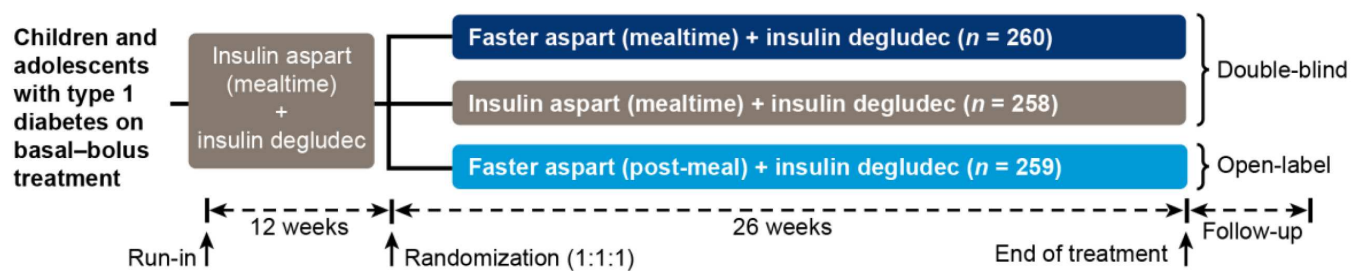 Children and
adolescents
with type 1
diabetes on
basal–bolus
treatment
Insulin aspart
(mealtime)
+
insulin degludec
Faster aspart (mealtime) + insulin degludec (n = 260)
Insulin aspart (mealtime) + insulin degludec (n = 258)
Faster aspart (post-meal) + insulin degludec (n = 259)
Double-blind
Open-label
12 weeks
26 weeks
Follow-up
Run-in
Randomization (1:1:1)
End of treatment